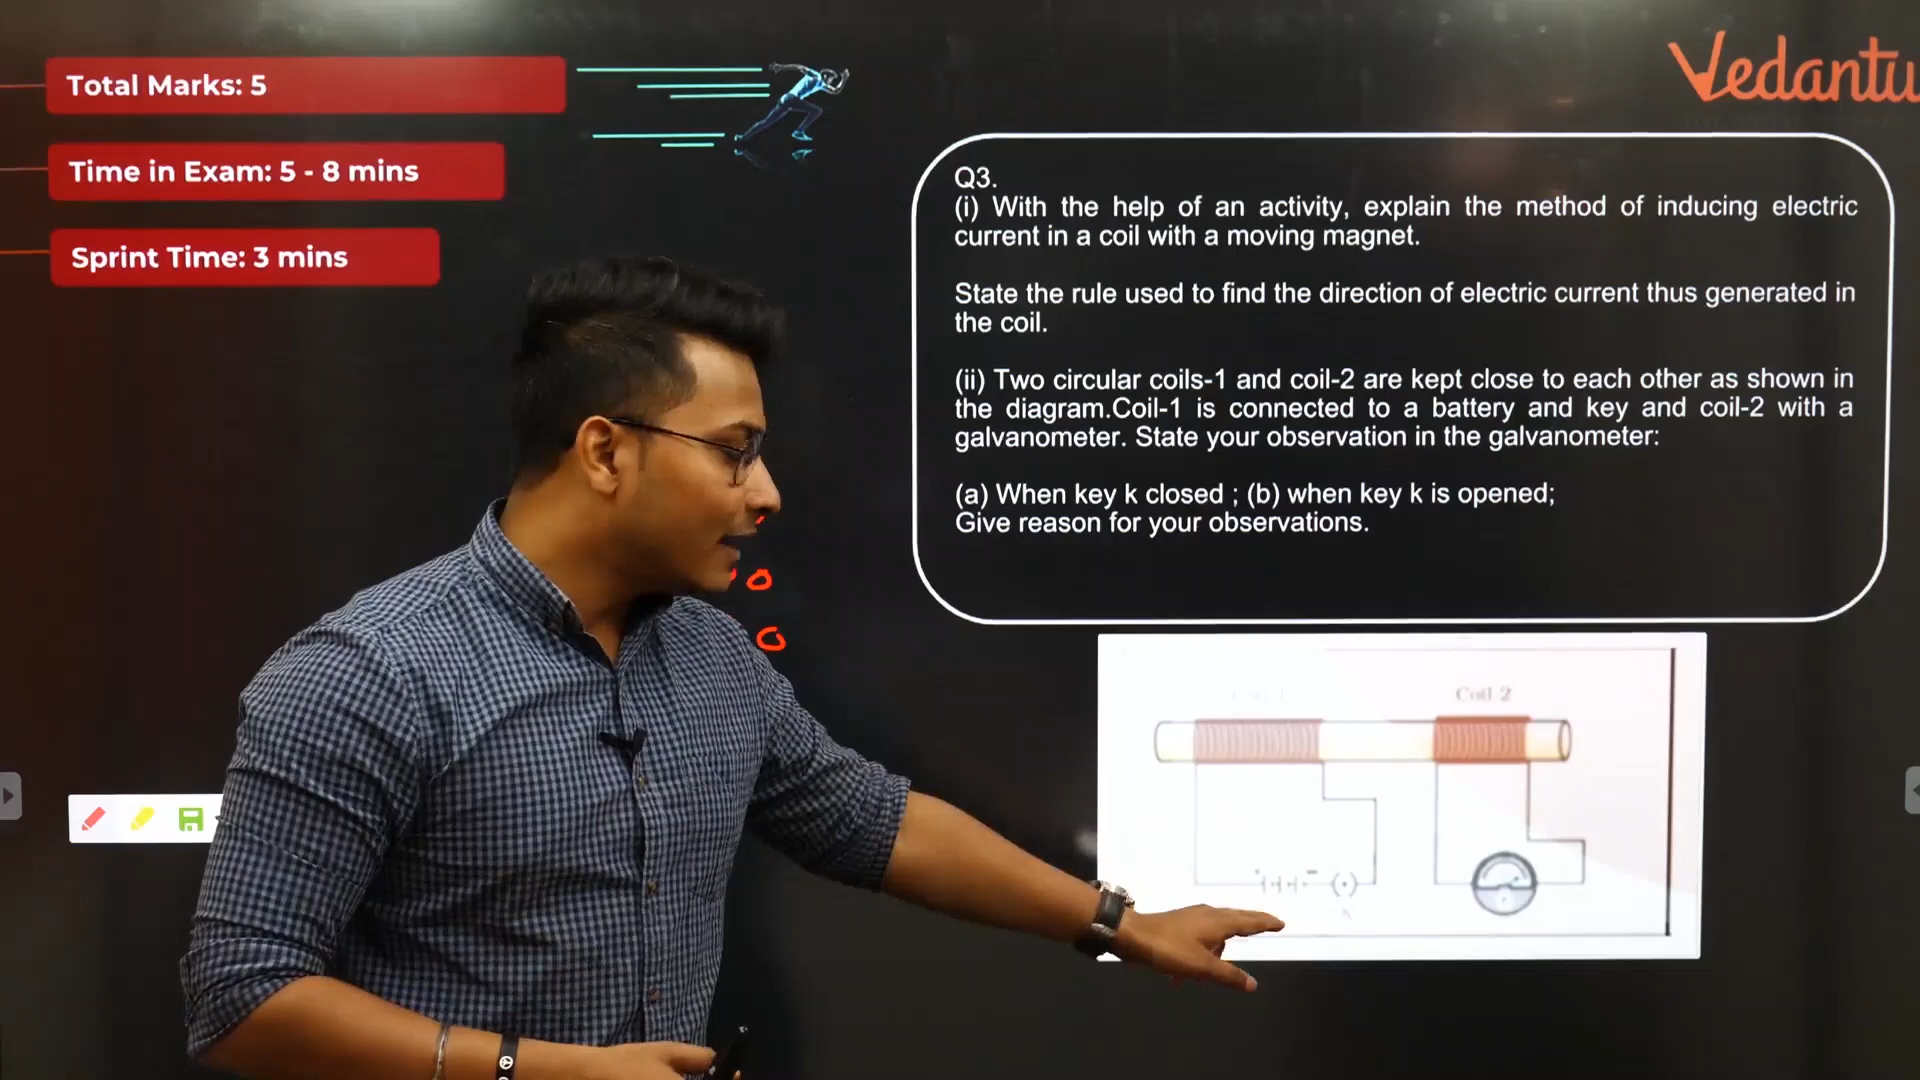 Total Marks: 5
Time in Exam: 5 - 8 mins
Sprint Time: 3 mins
Vedantu
Q3.
(i) With the help of an activity, explain the method of inducing electric
current in a coil with a moving magnet.
State the rule used to find the direction of electric current thus generated in
the coil.
(ii) Two circular coils-1 and coil-2 are kept close to each other as shown in
the diagram.Coil-1 is connected to a battery and key and coil-2 with a
galvanometer. State your observation in the galvanometer:
(a) When key k closed ; (b) when key k is opened;
Give reason for your observations.
Coil 2
K